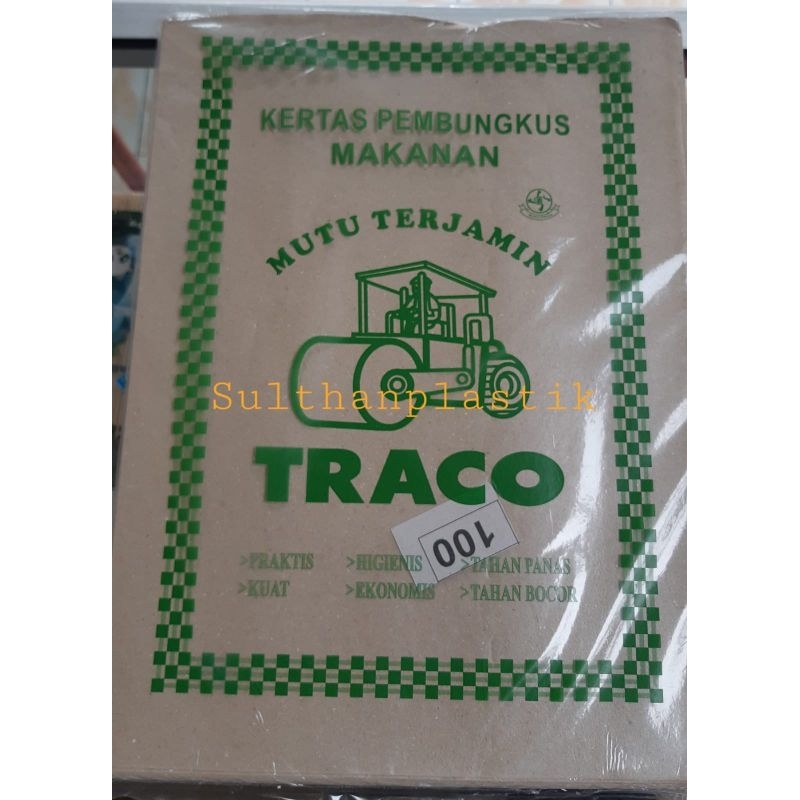 KERTAS PEMBUNGKUS
MAKANAN
MUTU TERJAMIN
Sulthanplastik
TRACO
100
>PRAKTIS >HIGIENIS >TAHAN PANAS
>KUAT >EKONOMIS >TAHAN BOCOR